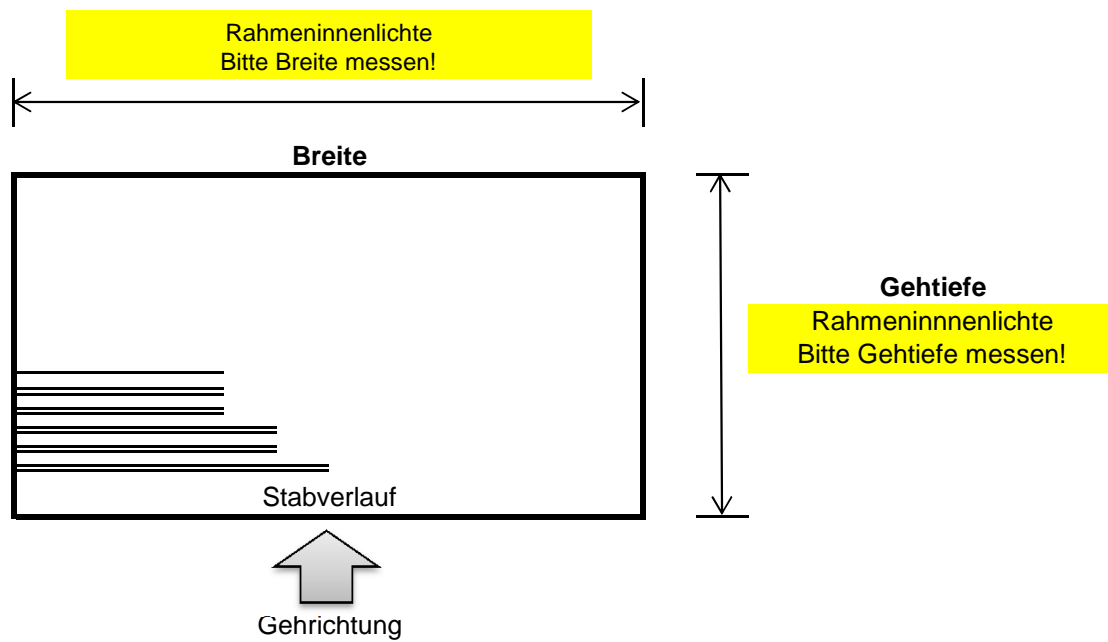 Rahmeninnenlichte
Bitte Breite messen!
Breite
Gehtiefe
Rahmeninnnenlichte
Bitte Gehtiefe messen!
Stabverlauf
Gehrichtung